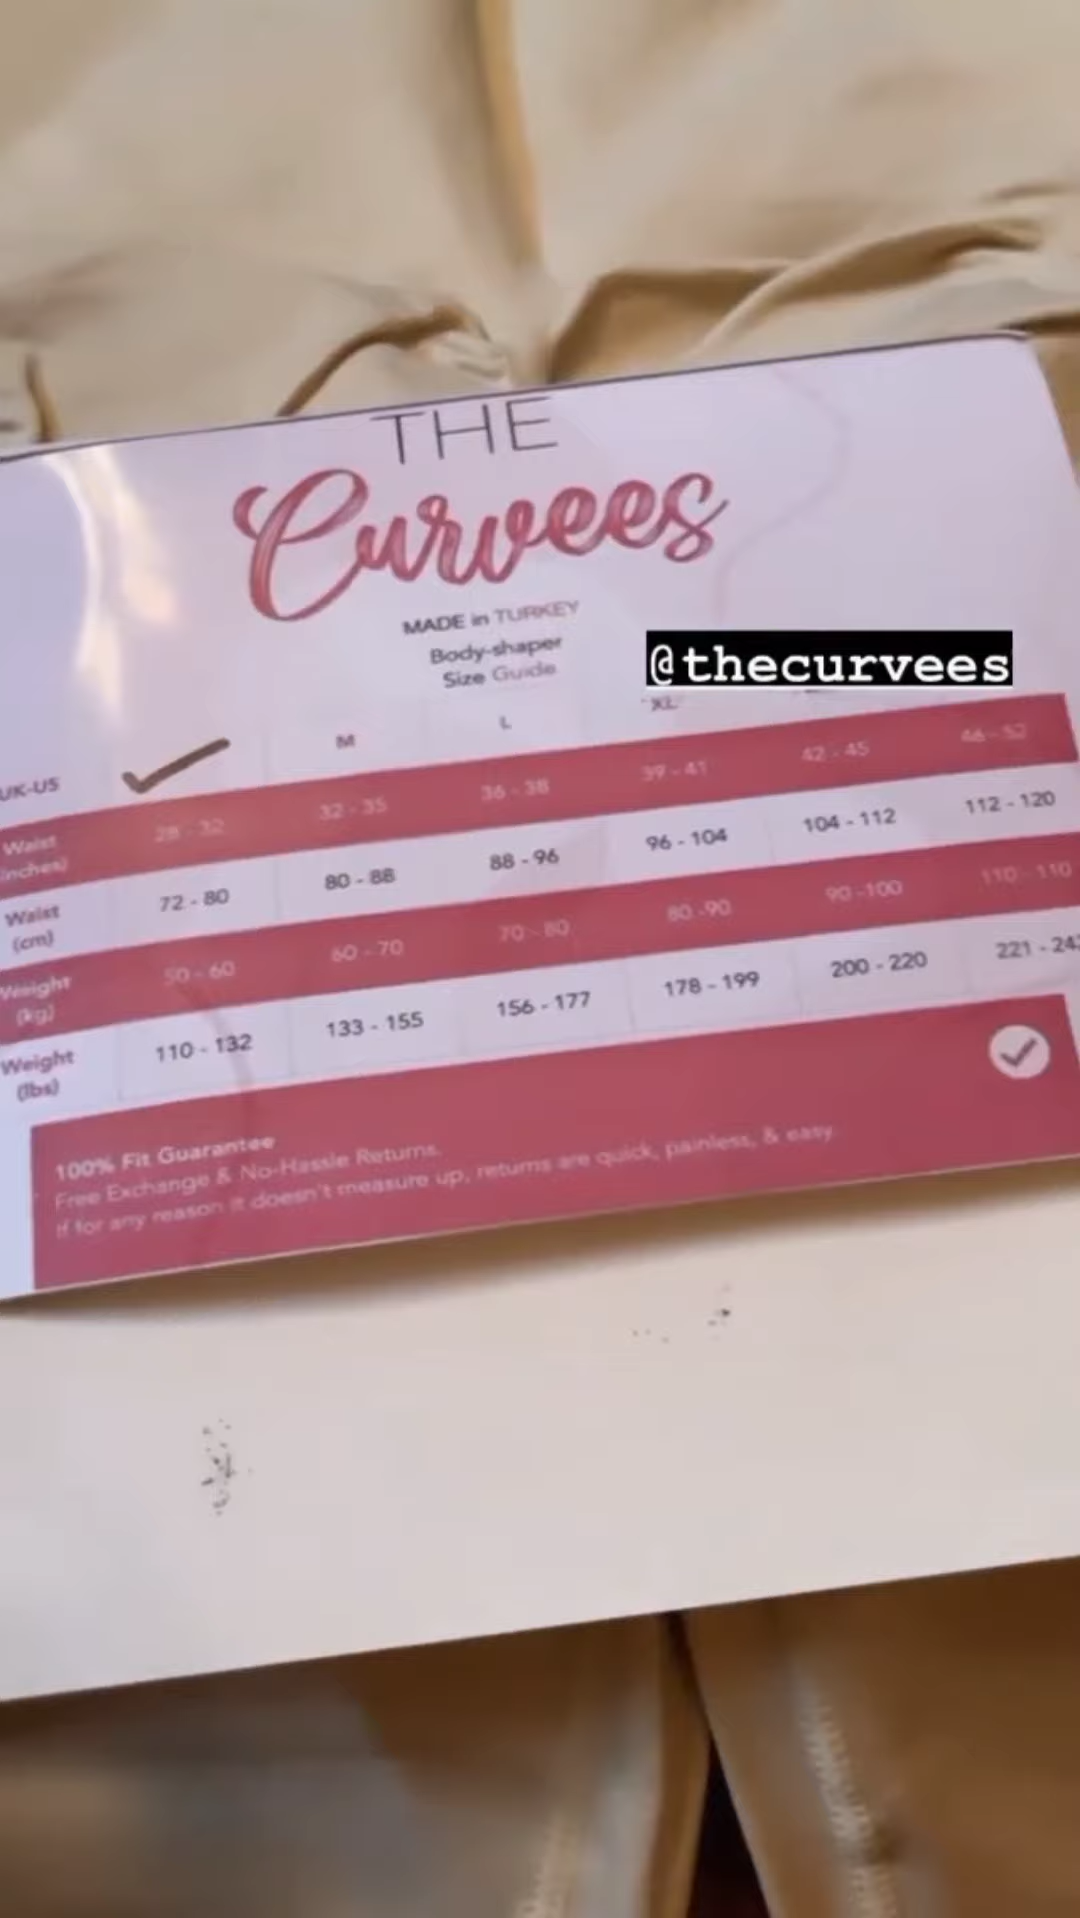 THE
Curvees
MADE in TURKEY
Body-shaper
Size Guide
@thecurvees
UK-US M L XL
Waist (inches) 28 - 32 32 - 35 36 - 38 39 - 41 42 - 45 46 - 52
Waist (cm) 72 - 80 80 - 88 88 - 96 96 - 104 104 - 112 112 - 120
Weight (kg) 50 - 60 60 - 70 70 - 80 80 -90 90 -100 110 - 110
Weight (lbs) 110 - 132 133 - 155 156 - 177 178 - 199 200 - 220 221 -
100% Fit Guarantee
Free Exchange & No-Hassle Returns.
If for any reason it doesn't measure up, returns are quick, painless, & easy.